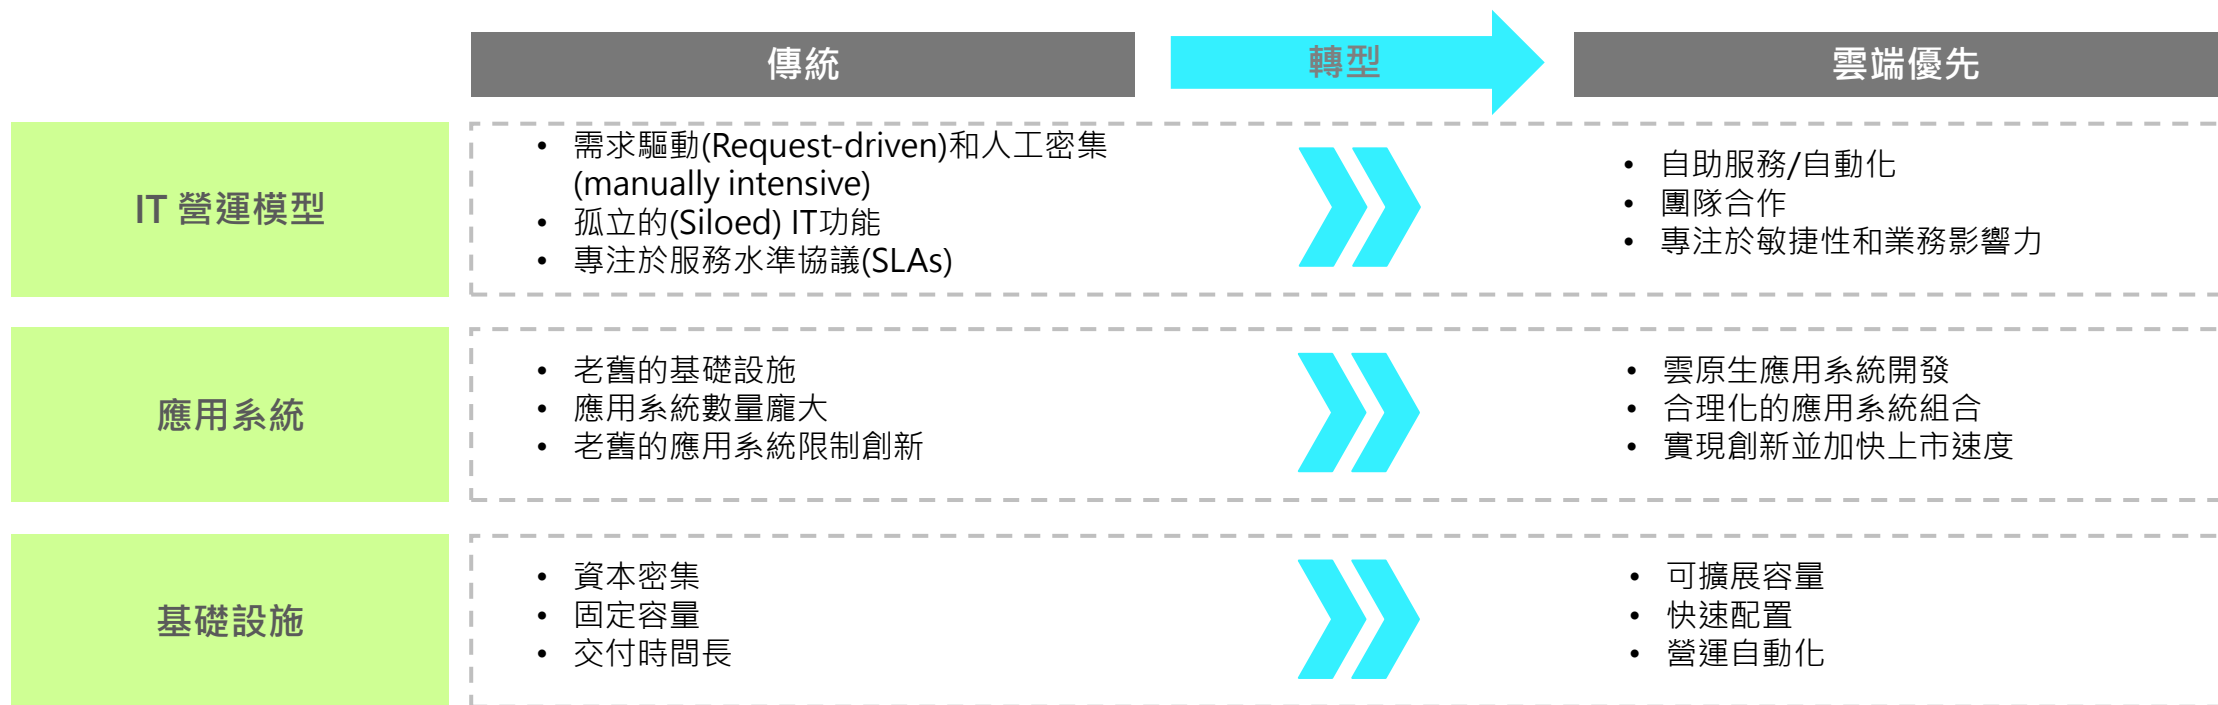 傳統
轉型
雲端優先
IT 營運模型
• 需求驅動(Request-driven)和人工密集
(manually intensive)
• 孤立的(Siloed) IT功能
• 專注於服務水準協議(SLAs)
• 自助服務/自動化
• 團隊合作
• 專注於敏捷性和業務影響力
應用系統
• 老舊的基礎設施
• 應用系統數量龐大
• 老舊的應用系統限制創新
• 雲原生應用系統開發
• 合理化的應用系統組合
• 實現創新並加快上市速度
基礎設施
• 資本密集
• 固定容量
• 交付時間長
• 可擴展容量
• 快速配置
• 營運自動化